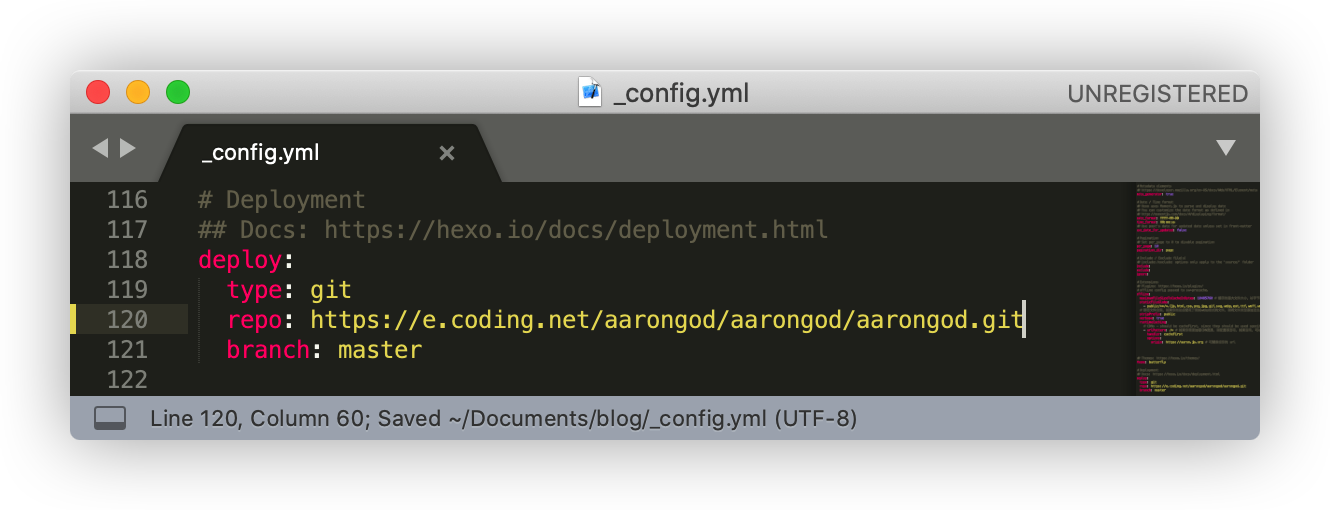 _config.yml
UNREGISTERED
_config.yml
116 # Deployment
117 ## Docs: https://hexo.io/docs/deployment.html
118 deploy:
119 type: git
120 repo: https://e.coding.net/aarongod/aarongod/aarongod.git
121 branch: master
122
Line 120, Column 60; Saved ~/Documents/blog/_config.yml (UTF-8)